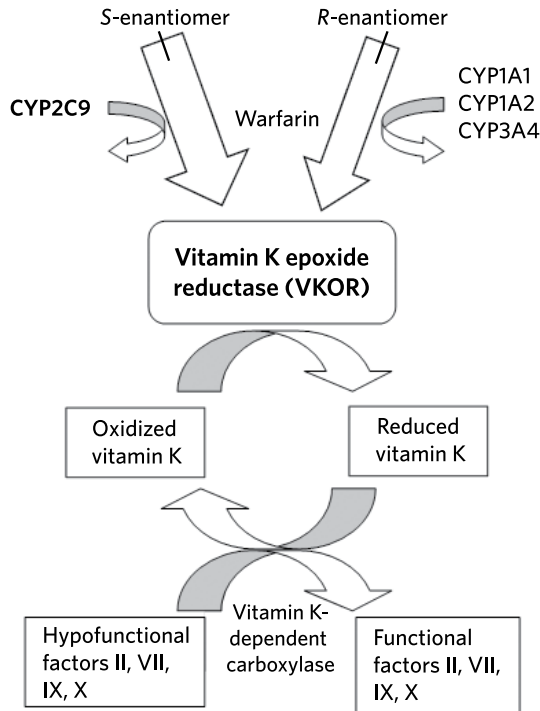 S-enantiomer
R-enantiomer
CYP2C9
Warfarin
CYP1A1
CYP1A2
CYP3A4
Vitamin K epoxide
reductase (VKOR)
Oxidized
vitamin K
Reduced
vitamin K
Hypofunctional
factors II, VII,
IX, X
Vitamin K-
dependent
carboxylase
Functional
factors II, VII,
IX, X